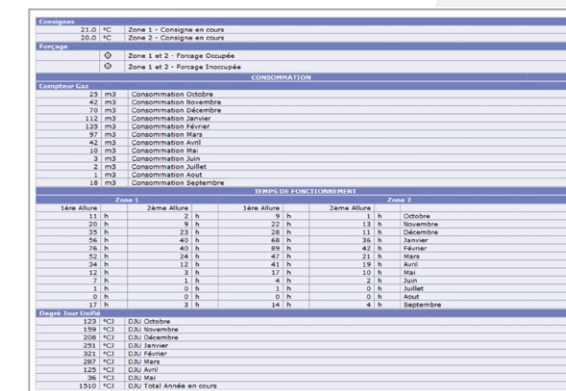 Consignes
21.0 °C Zone 1 - Consigne en cours
20.0 °C Zone 2 - Consigne en cours
Forçage
Zone 1 et 2 - Forçage Occupée
Zone 1 et 2 - Forçage Inoccupée
CONSOMMATION
Compteur Gaz
25 m3 Consommation Octobre
42 m3 Consommation Novembre
70 m3 Consommation Décembre
112 m3 Consommation Janvier
135 m3 Consommation Février
97 m3 Consommation Mars
42 m3 Consommation Avril
10 m3 Consommation Mai
3 m3 Consommation Juin
2 m3 Consommation Juillet
1 m3 Consommation Aout
18 m3 Consommation Septembre
TEMPS DE FONCTIONNEMENT
Zone 1 Zone 2
1ère Allure 2ème Allure 1ère Allure 2ème Allure
11 h 2 h 9 h 1 h Octobre
20 h 9 h 22 h 13 h Novembre
35 h 23 h 28 h 11 h Décembre
56 h 40 h 68 h 36 h Janvier
76 h 40 h 89 h 42 h Février
52 h 24 h 47 h 21 h Mars
34 h 12 h 41 h 19 h Avril
12 h 3 h 17 h 10 h Mai
7 h 1 h 4 h 2 h Juin
1 h 0 h 1 h 0 h Juillet
0 h 0 h 0 h 0 h Aout
17 h 3 h 14 h 4 h Septembre
Degré Jour Unifié
123 °CJ DJU Octobre
159 °CJ DJU Novembre
208 °CJ DJU Décembre
251 °CJ DJU Janvier
321 °CJ DJU Février
287 °CJ DJU Mars
125 °CJ DJU Avril
36 °CJ DJU Mai
1510 °CJ DJU Total Année en cours